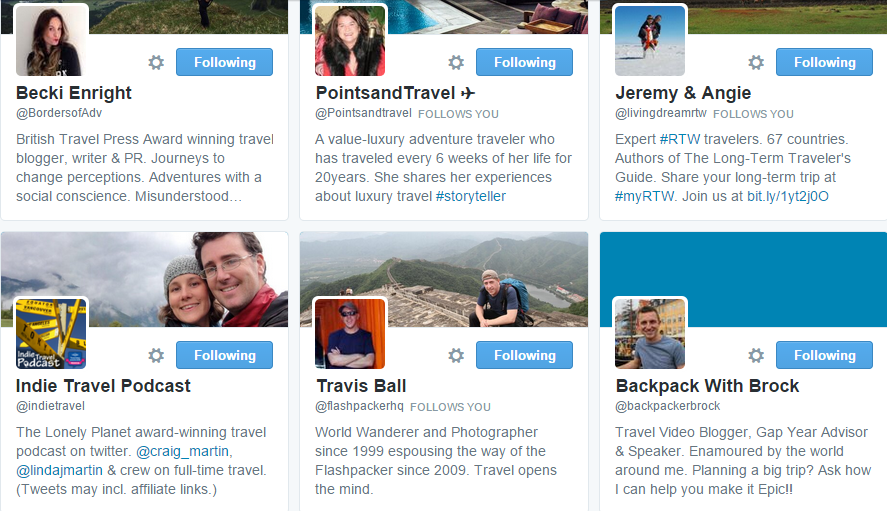 Following
Becki Enright
@BordersofAdv
British Travel Press Award winning travel
blogger, writer & PR. Journeys to
change perceptions. Adventures with a
social conscience. Misunderstood…
Following
PointsandTravel ✈
@Pointsandtravel FOLLOWS YOU
A value-luxury adventure traveler who
has traveled every 6 weeks of her life for
20years. She shares her experiences
about luxury travel #storyteller
Following
Jeremy & Angie
@livingdreamrtw FOLLOWS YOU
Expert #RTW travelers. 67 countries.
Authors of The Long-Term Traveler's
Guide. Share your long-term trip at
#myRTW. Join us at bit.ly/1yt2j0O
Indie Travel
Podcast
Following
Indie Travel Podcast
@indietravel
The Lonely Planet award-winning travel
podcast on twitter. @craig_martin,
@lindajmartin & crew on full-time travel.
(Tweets may incl. affiliate links.)
Following
Travis Ball
@flashpackerhq FOLLOWS YOU
World Wanderer and Photographer
since 1999 espousing the way of the
Flashpacker since 2009. Travel opens
the mind.
Following
Backpack With Brock
@backpackerbrock
Travel Video Blogger, Gap Year Advisor
& Speaker. Enamoured by the world
around me. Planning a big trip? Ask how
I can help you make it Epic!!